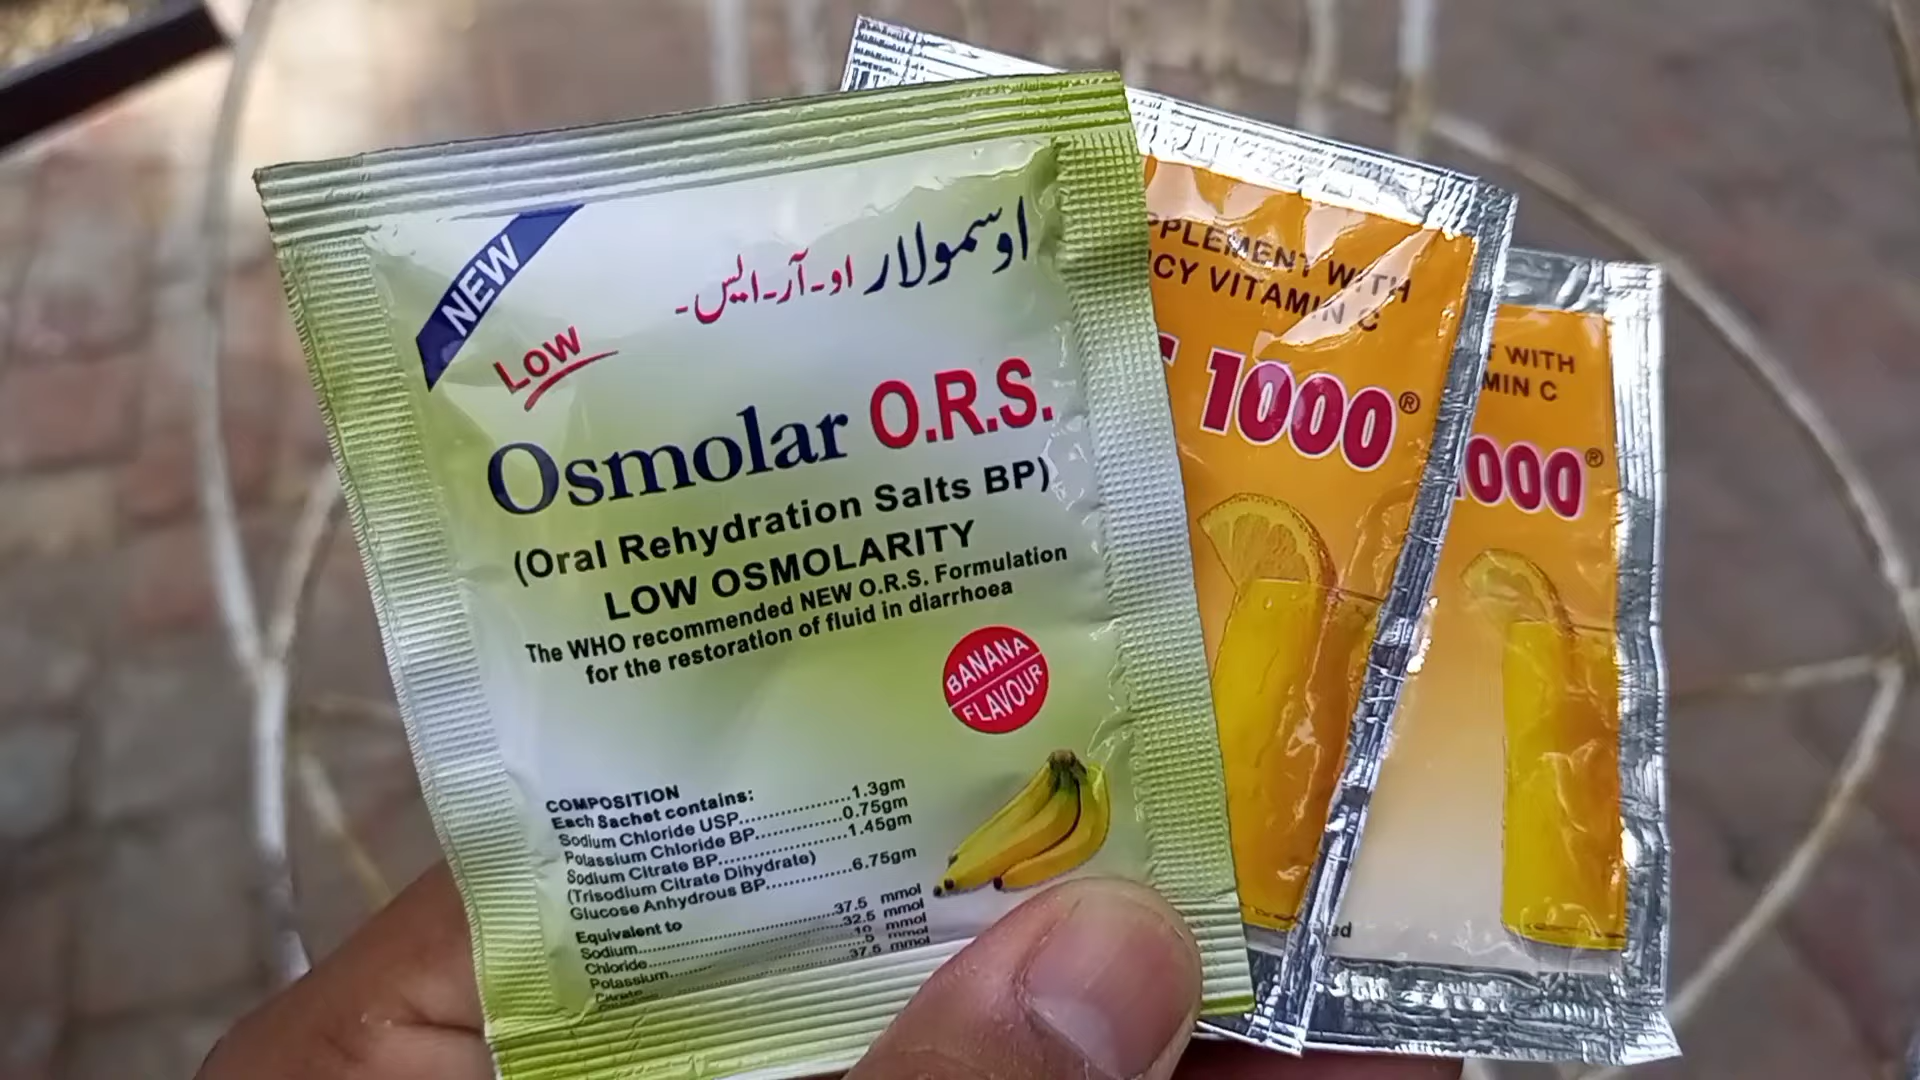 NEW
اوسمولار او-آر-ایس-
Low
Osmolar O.R.S.
(Oral Rehydration Salts BP)
LOW OSMOLARITY
The WHO recommended NEW O.R.S. Formulation
for the restoration of fluid in diarrhoea
BANANA
FLAVOUR
COMPOSITION
Each Sachet contains:
Sodium Chloride USP..............1.3gm
Potassium Chloride BP............0.75gm
Sodium Citrate BP................1.45gm
(Trisodium Citrate Dihydrate)
Glucose Anhydrous BP.............6.75gm
Equivalent to
Sodium...........................37.5 mmol
Chloride.........................32.5 mmol
Potassium........................10 mmol
Citrate 5 mmol
37.5 mmol
PPLEMENT WITH
CY VITAMIN C
1000®
T WITH
MIN C
000®
ed